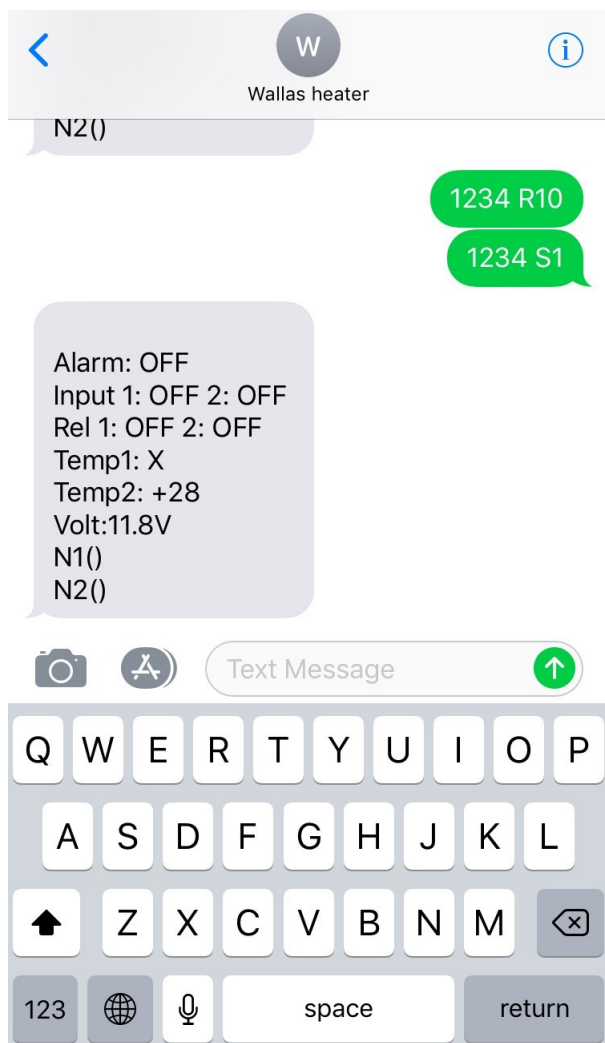 W
Wallas heater
N2()
1234 R10
1234 S1
Alarm: OFF
Input 1: OFF 2: OFF
Rel 1: OFF 2: OFF
Temp1: X
Temp2: +28
Volt:11.8V
N1()
N2()
Text Message
Q W E R T Y U I O P
A S D F G H J K L
Z X C V B N M
123 space return